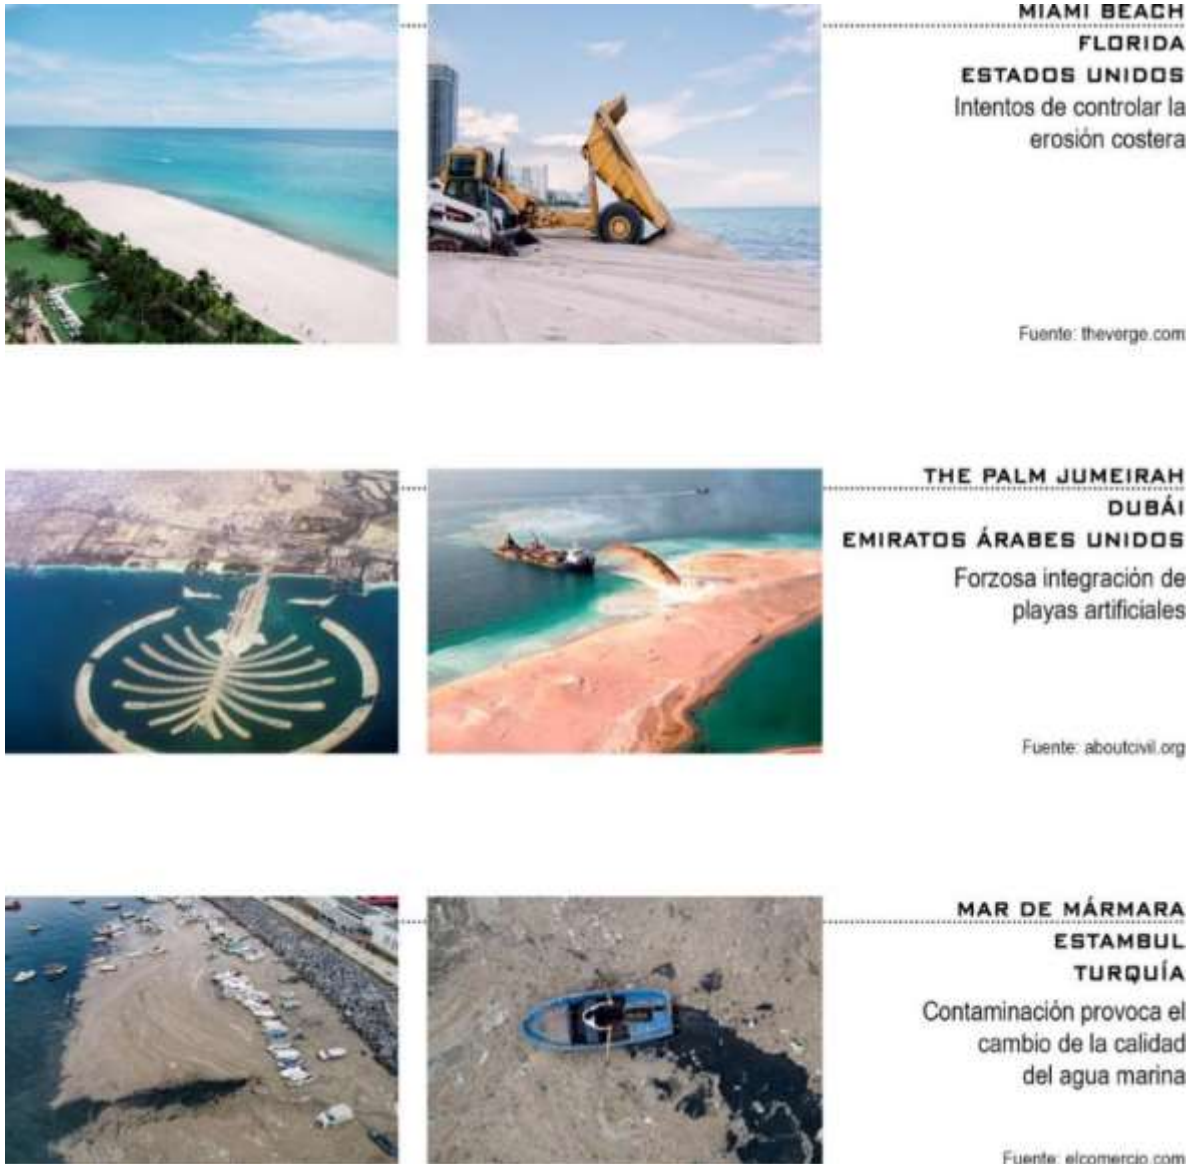 MIAMI BEACH
FLORIDA
ESTADOS UNIDOS
Intentos de controlar la
erosión costera
Fuente: theverge.com
THE PALM JUMEIRAH
DUBÁI
EMIRATOS ÁRABES UNIDOS
Forzosa integración de
playas artificiales
Fuente: aboutcivil.org
MAR DE MÁRMARA
ESTAMBUL
TURQUÍA
Contaminación provoca el
cambio de la calidad
del agua marina
Fuente: elcomercio.com